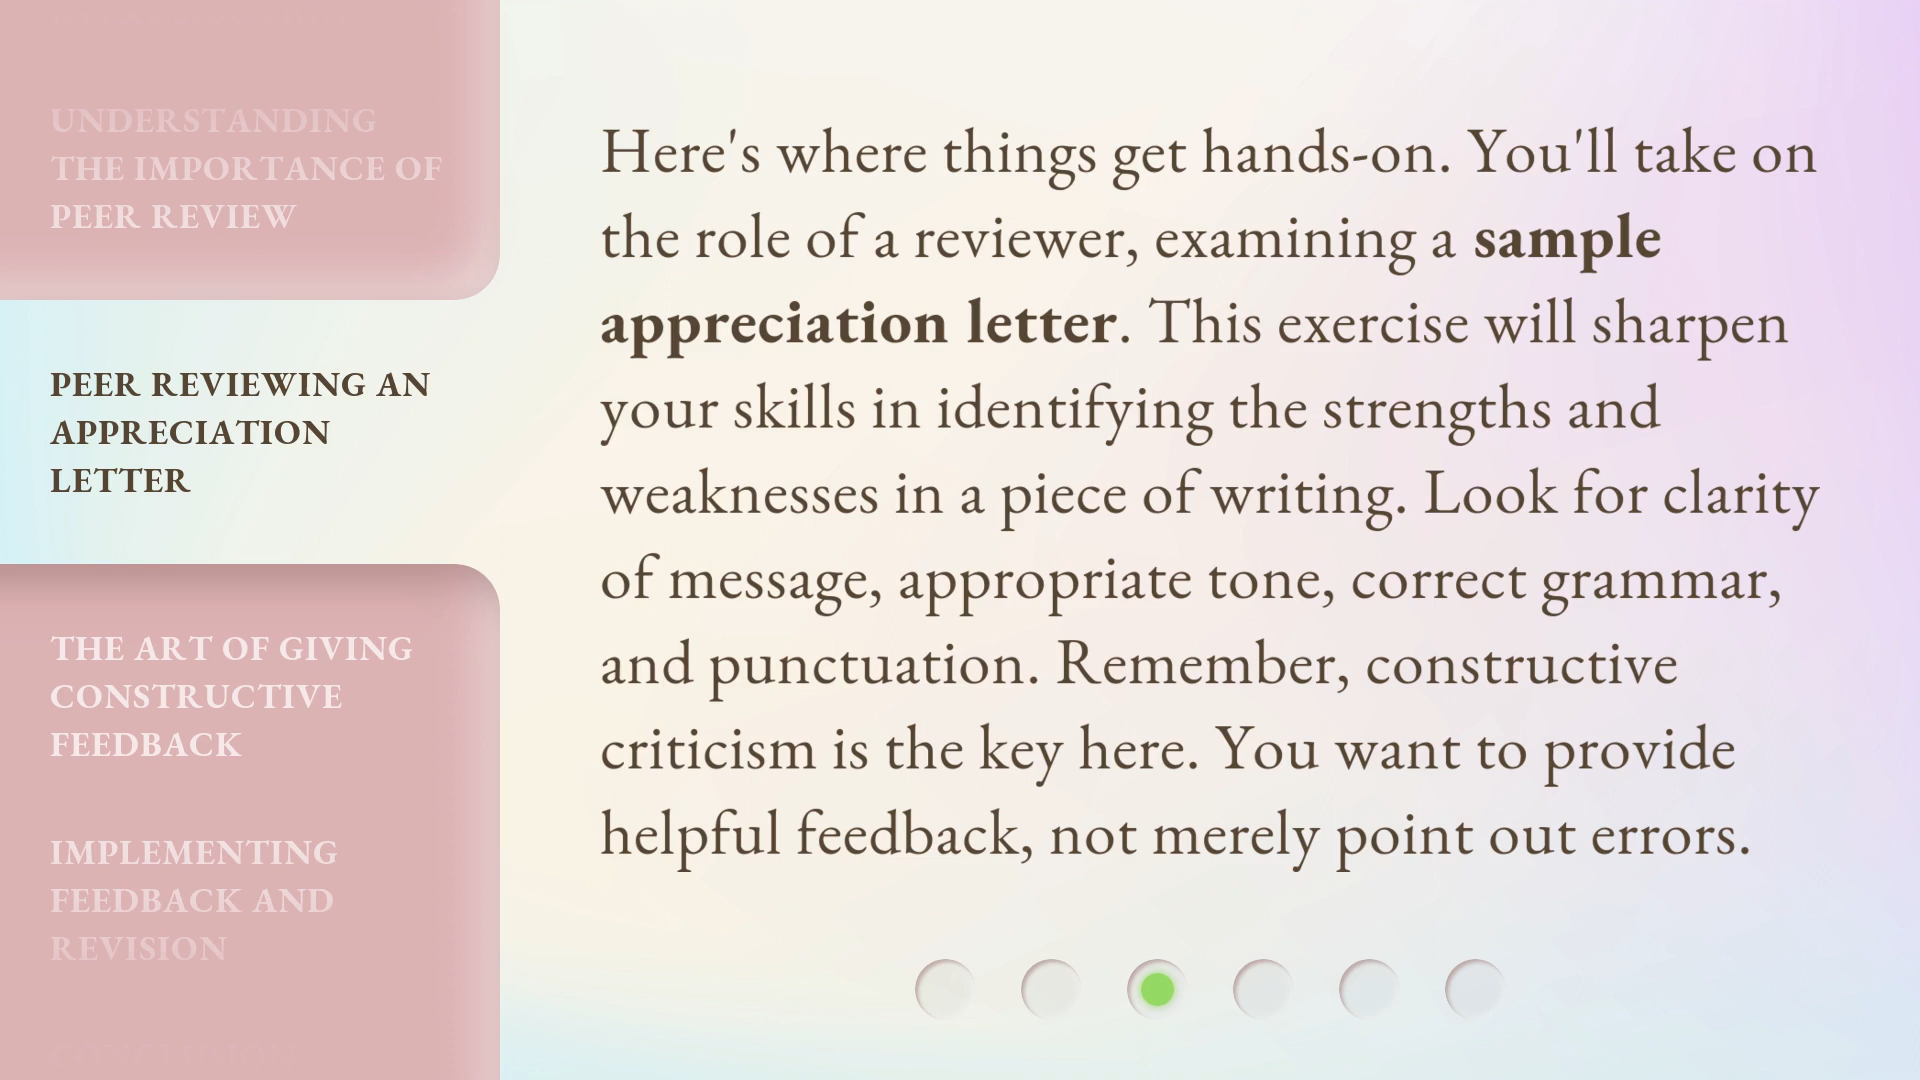 UNDERSTANDING
THE IMPORTANCE OF
PEER REVIEW
PEER REVIEWING AN
APPRECIATION
LETTER
THE ART OF GIVING
CONSTRUCTIVE
FEEDBACK
IMPLEMENTING
FEEDBACK AND
REVISION
CONCLUSION
Here's where things get hands-on. You'll take on
the role of a reviewer, examining a sample
appreciation letter. This exercise will sharpen
your skills in identifying the strengths and
weaknesses in a piece of writing. Look for clarity
of message, appropriate tone, correct grammar,
and punctuation. Remember, constructive
criticism is the key here. You want to provide
helpful feedback, not merely point out errors.